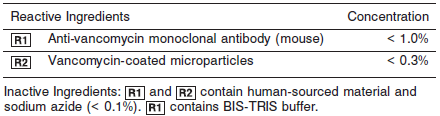 Reactive Ingredients Concentration
R1 Anti-vancomycin monoclonal antibody (mouse) < 1.0%
R2 Vancomycin-coated microparticles < 0.3%
Inactive Ingredients: R1 and R2 contain human-sourced material and
sodium azide (< 0.1%). R1 contains BIS-TRIS buffer.